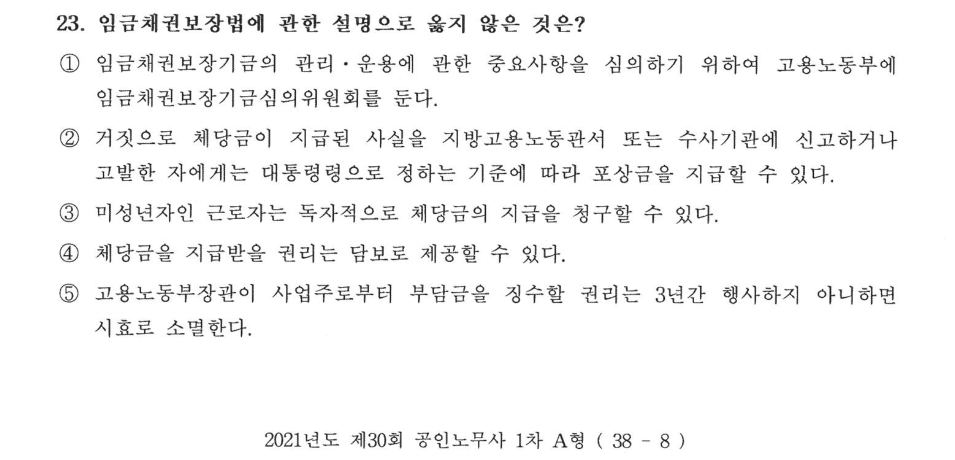 23. 임금채권보장법에 관한 설명으로 옳지 않은 것은?
① 임금채권보장기금의 관리・운용에 관한 중요사항을 심의하기 위하여 고용노동부에
임금채권보장기금심의위원회를 둔다.
② 거짓으로 체당금이 지급된 사실을 지방고용노동관서 또는 수사기관에 신고하거나
고발한 자에게는 대통령령으로 정하는 기준에 따라 포상금을 지급할 수 있다.
③ 미성년자인 근로자는 독자적으로 체당금의 지급을 청구할 수 있다.
④ 체당금을 지급받을 권리는 담보로 제공할 수 있다.
⑤ 고용노동부장관이 사업주로부터 부담금을 징수할 권리는 3년간 행사하지 아니하면
시효로 소멸한다.
2021년도 제30회 공인노무사 1차 A형 ( 38 - 8 )